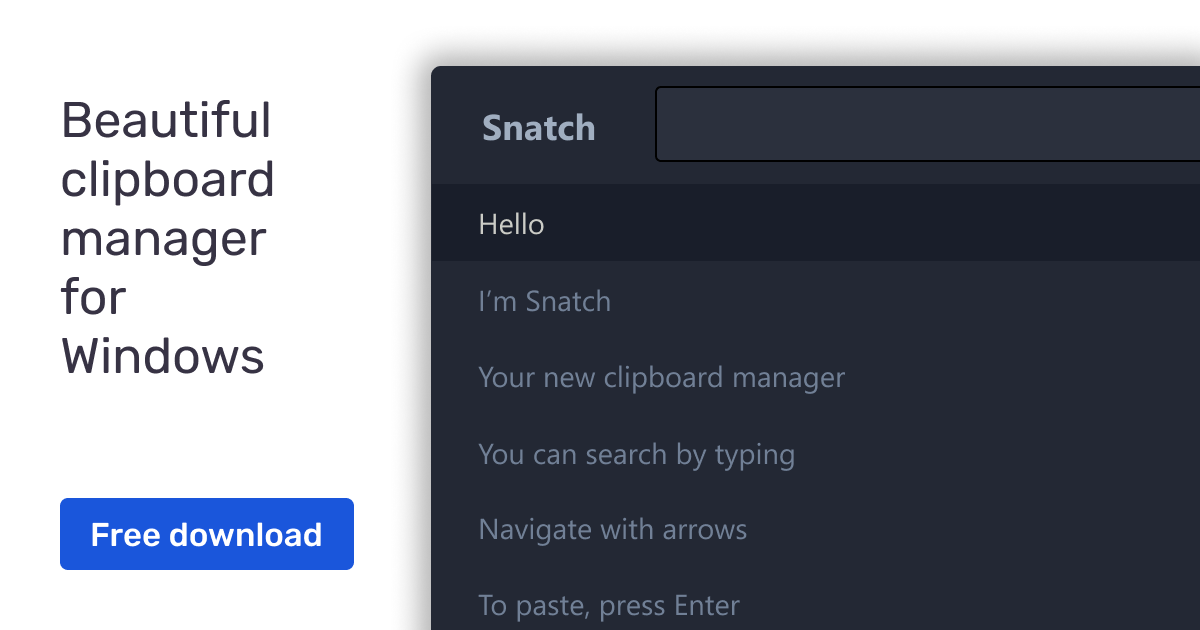 Beautiful
clipboard
manager
for
Windows
Free download
Snatch
Hello
I’m Snatch
Your new clipboard manager
You can search by typing
Navigate with arrows
To paste, press Enter